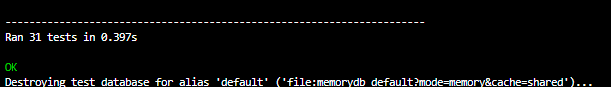 ----------------------------------------------------------------------
Ran 31 tests in 0.397s
OK
Destroying test database for alias 'default' ('file:memorydb_default?mode=memory&cache=shared')...